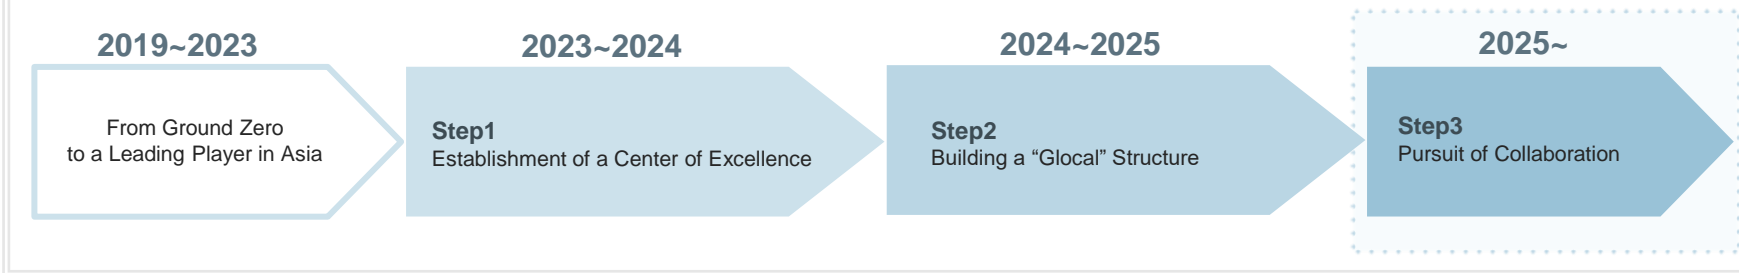 2019~2023
From Ground Zero
to a Leading Player in Asia
2023~2024
Step1
Establishment of a Center of Excellence
2024~2025
Step2
Building a “Glocal” Structure
2025~
Step3
Pursuit of Collaboration